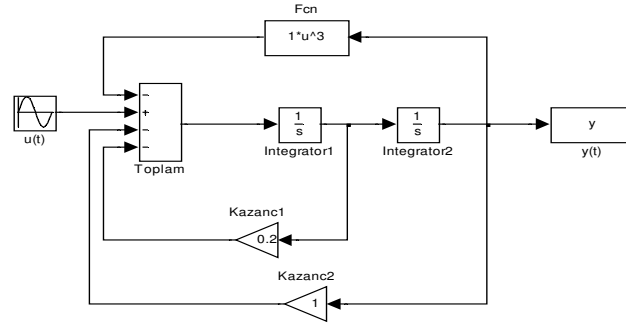 Fcn
1*u^3
−
+
−
−
u(t)
Toplam
1
s
Integrator1
1
s
Integrator2
y
y(t)
Kazanc1
0.2
Kazanc2
1